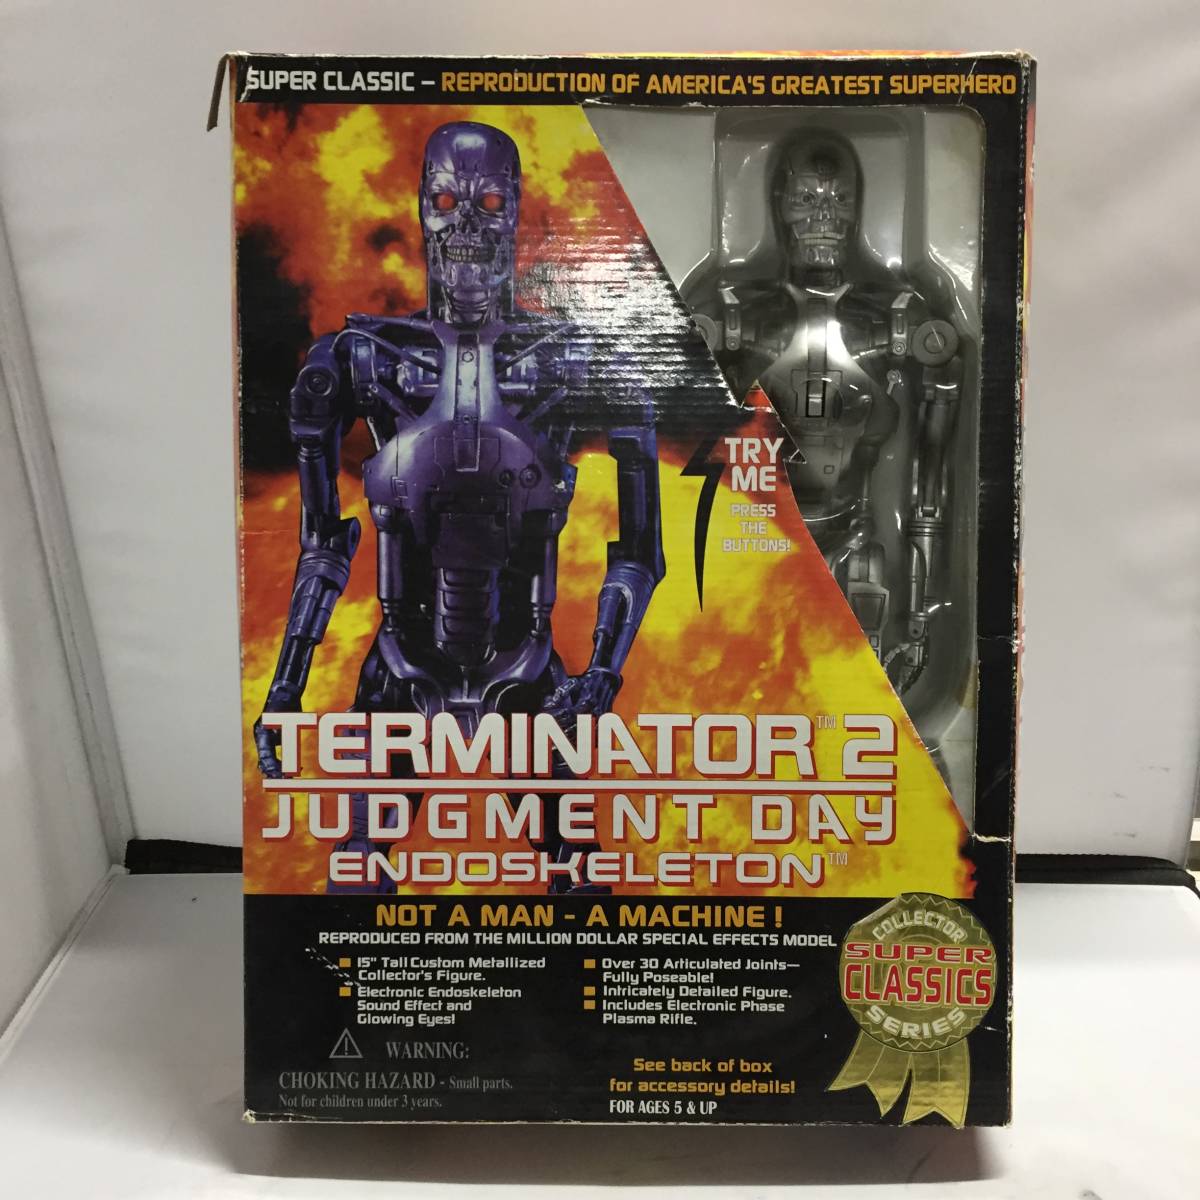 SUPER CLASSIC – REPRODUCTION OF AMERICA'S GREATEST SUPERHERO
TRY
ME
PRESS
THE
BUTTONS!
TERMINATOR™ 2
JUDGMENT DAY
ENDOSKELETON™
NOT A MAN - A MACHINE !
REPRODUCED FROM THE MILLION DOLLAR SPECIAL EFFECTS MODEL
15" Tall Custom Metallized
Collector's Figure.
Electronic Endoskeleton
Sound Effect and
Glowing Eyes!
Over 30 Articulated Joints—
Fully Poseable!
Intricately Detailed Figure.
Includes Electronic Phase
Plasma Rifle.
COLLECTOR
SUPER
CLASSICS
SERIES
WARNING:
CHOKING HAZARD - Small parts.
Not for children under 3 years.
See back of box
for accessory details!
FOR AGES 5 & UP